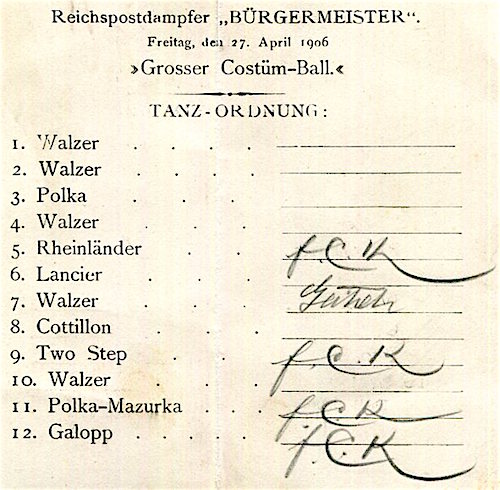 Reichspostdampfer „BÜRGERMEISTER“.
Freitag, den 27. April 1906
»Grosser Costüm-Ball.«
TANZ-ORDNUNG:
1. Walzer . . . .
2. Walzer . . . .
3. Polka . . . .
4. Walzer . . . .
5. Rheinländer . . f. C. K
6. Lancier . . .
7. Walzer . . .
8. Cottillon . . .
9. Two Step . . f. C. K
10. Walzer . . .
11. Polka-Mazurka . . . f. C. K
12. Galopp . . . . f. C. K